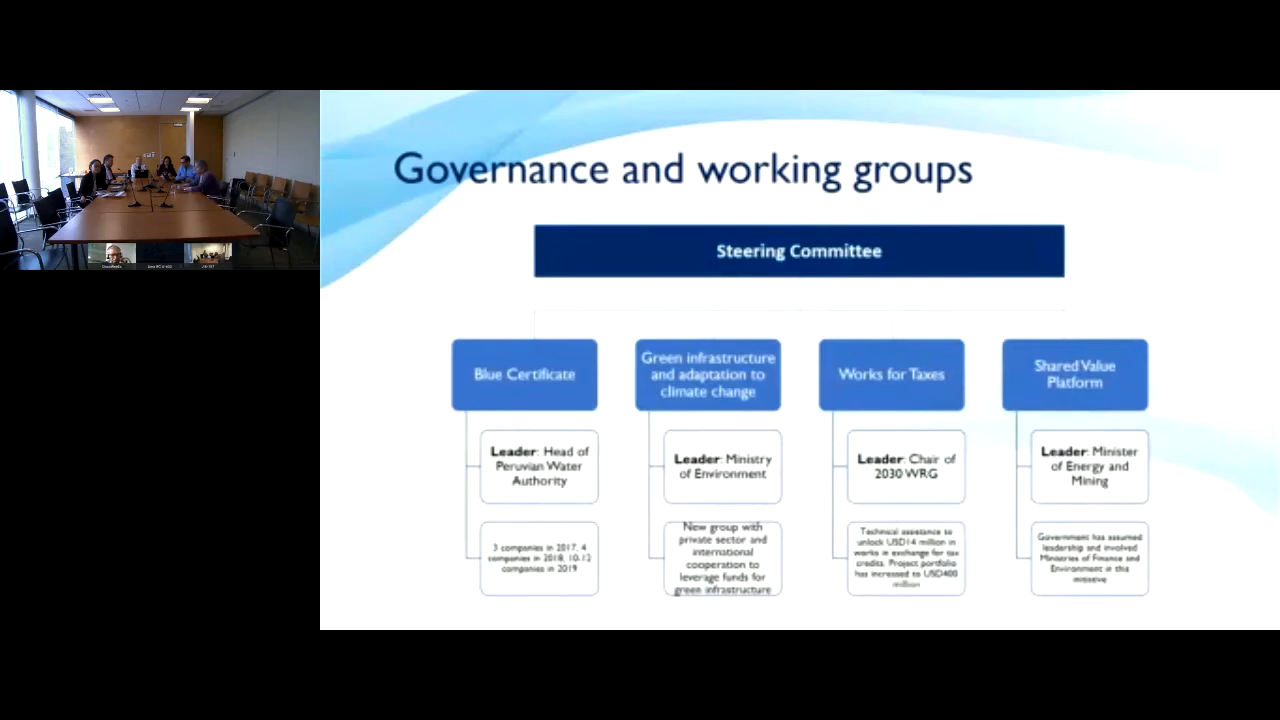 Governance and working groups
Steering Committee
Blue Certificate
Green infrastructure
and adaptation to
climate change
Works for Taxes
Shared Value
Platform
Leader: Head of
Peruvian Water
Authority
Leader: Ministry
of Environment
Leader: Chair of
2030 WRG
Leader: Minister
of Energy and
Mining
3 companies in 2017, 4
companies in 2018, 10-12
companies in 2019
New group with
private sector and
international
cooperation to
leverage funds for
green infrastructure
Technical assistance to
unlock USD14 million in
works in exchange for tax
credits. Project portfolio
has increased to USD400
million
Government has assumed
leadership and involved
Ministries of Finance and
Environment in this
initiative